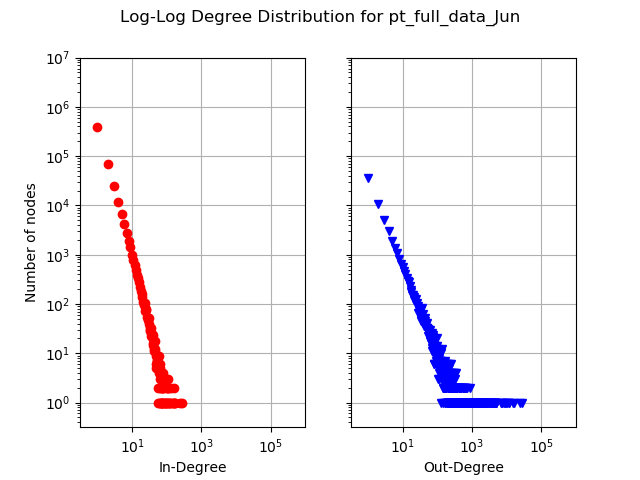 Log-Log Degree Distribution for pt_full_data_Jun
10^7
10^6
10^5
10^4
10^3
10^2
10^1
10^0
Number of nodes
10^1 10^3 10^5
In-Degree
10^1 10^3 10^5
Out-Degree